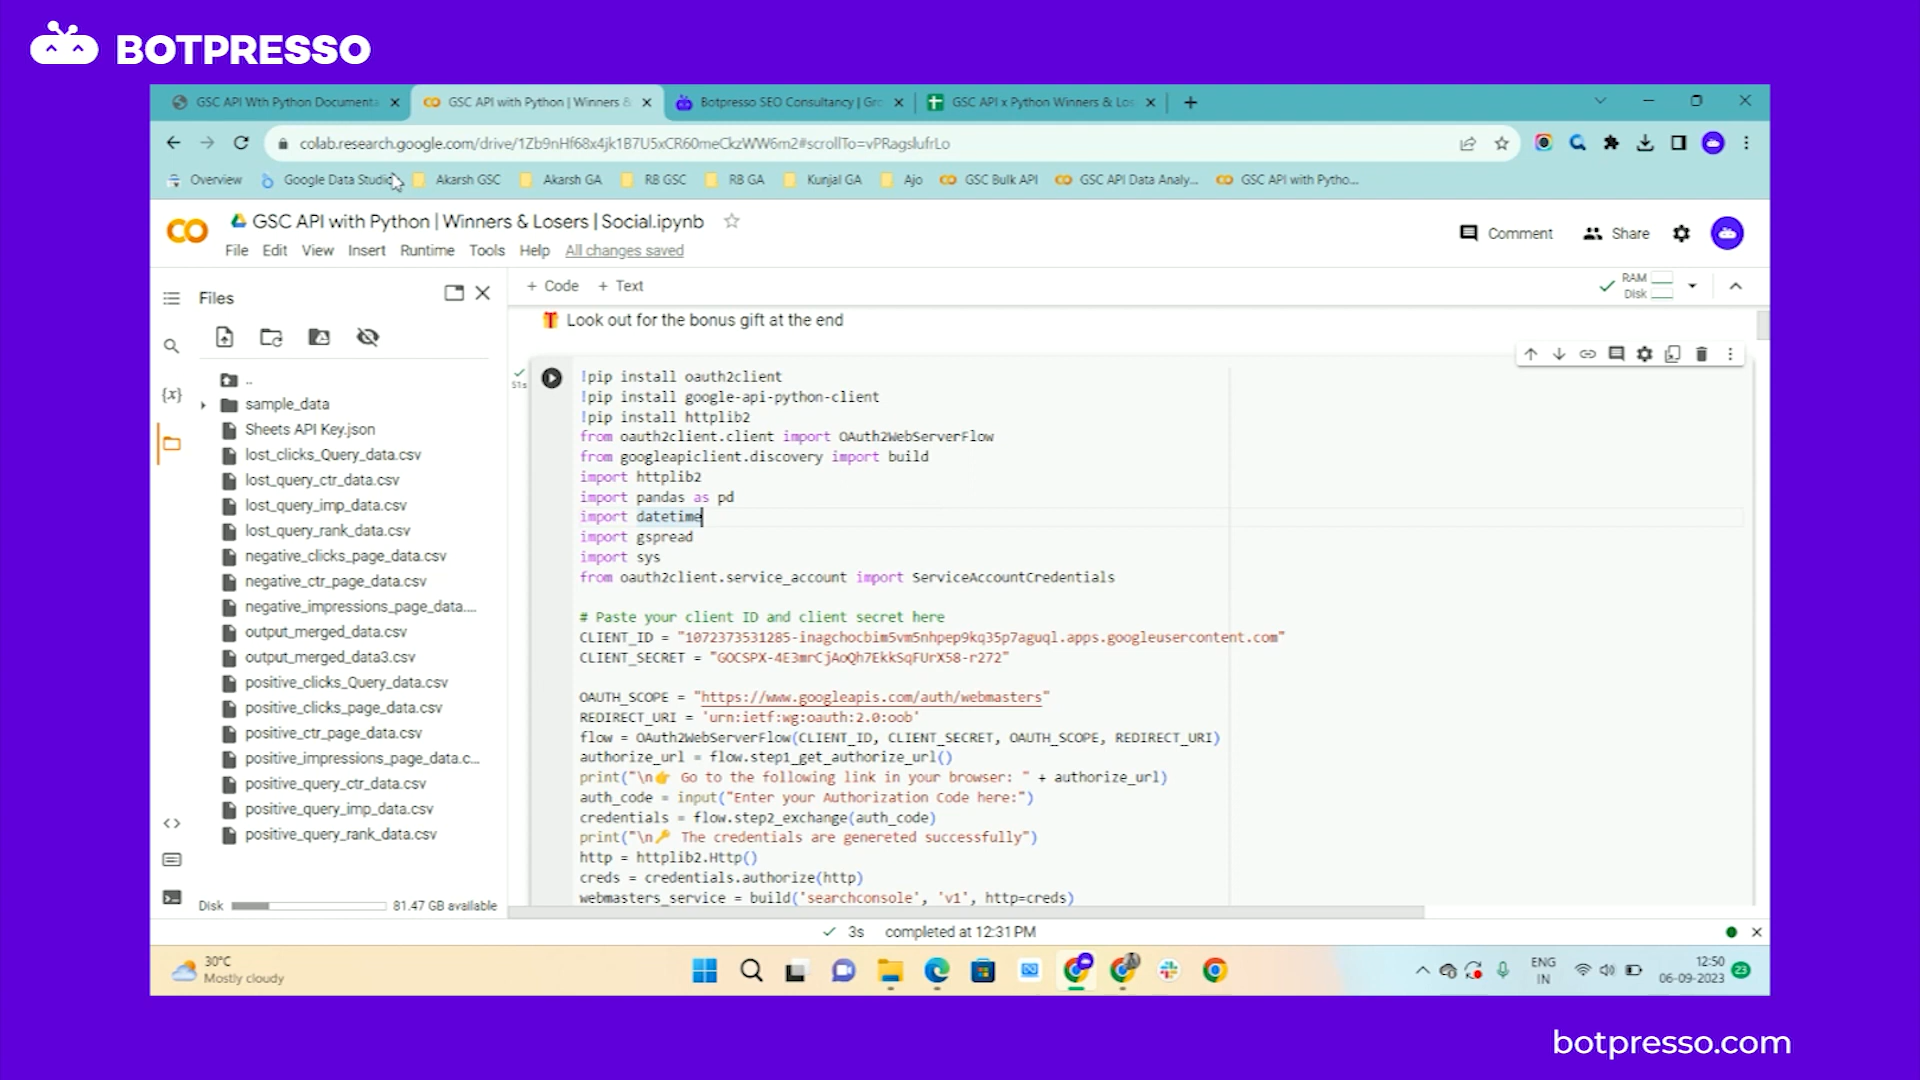 BOTPRESSO
GSC API Wth Python Documenta
GSC API with Python | Winners &
Botpresso SEO Consultancy | Gro
GSC API x Python Winners & Los
colab.research.google.com/drive/1Zb9nHf68x4jk1B7U5xCR60meCkzWW6m2#scrollTo=vPRagslufrLo
Overview
Google Data Studio
Akarsh GSC
Akarsh GA
RB GSC
RB GA
Kunjal GA
Ajo
GSC Bulk API
GSC API Data Analy...
GSC API with Pytho...
GSC API with Python | Winners & Losers | Social.ipynb
File Edit View Insert Runtime Tools Help All changes saved
Comment
Share
Files
+ Code + Text
RAM
Disk
Look out for the bonus gift at the end
{x}
..
sample_data
Sheets API Key.json
lost_clicks_Query_data.csv
lost_query_ctr_data.csv
lost_query_imp_data.csv
lost_query_rank_data.csv
negative_clicks_page_data.csv
negative_ctr_page_data.csv
negative_impressions_page_data....
output_merged_data.csv
output_merged_data3.csv
positive_clicks_Query_data.csv
positive_clicks_page_data.csv
positive_ctr_page_data.csv
positive_impressions_page_data.c...
positive_query_ctr_data.csv
positive_query_imp_data.csv
positive_query_rank_data.csv
Disk
81.47 GB available
51s
!pip install oauth2client
!pip install google-api-python-client
!pip install httplib2
from oauth2client.client import OAuth2WebServerFlow
from googleapiclient.discovery import build
import httplib2
import pandas as pd
import datetime
import gspread
import sys
from oauth2client.service_account import ServiceAccountCredentials
# Paste your client ID and client secret here
CLIENT_ID = "1072373531285-inagchocbim5vm5nhpep9kq35p7aguql.apps.googleusercontent.com"
CLIENT_SECRET = "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"
OAUTH_SCOPE = "https://www.googleapis.com/auth/webmasters"
REDIRECT_URI = 'urn:ietf:wg:oauth:2.0:oob'
flow = OAuth2WebServerFlow(CLIENT_ID, CLIENT_SECRET, OAUTH_SCOPE, REDIRECT_URI)
authorize_url = flow.step1_get_authorize_url()
print("\n👉 Go to the following link in your browser: " + authorize_url)
auth_code = input("Enter your Authorization Code here:")
credentials = flow.step2_exchange(auth_code)
print("\n🔑 The credentials are genereted successfully")
http = httplib2.Http()
creds = credentials.authorize(http)
webmasters_service = build('searchconsole', 'v1', http=creds)
3s completed at 12:31 PM
30°C
Mostly cloudy
ENG
IN
12:50
06-09-2023
23
botpresso.com